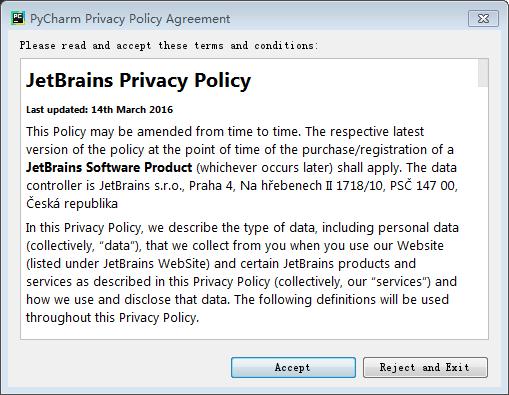 PyCharm Privacy Policy Agreement
Please read and accept these terms and conditions:
JetBrains Privacy Policy
Last updated: 14th March 2016
This Policy may be amended from time to time. The respective latest
version of the policy at the point of time of the purchase/registration of a
JetBrains Software Product (whichever occurs later) shall apply. The data
controller is JetBrains s.r.o., Praha 4, Na hřebenech II 1718/10, PSČ 147 00,
Česká republika
In this Privacy Policy, we describe the type of data, including personal data
(collectively, “data”), that we collect from you when you use our Website
(listed under JetBrains WebSite) and certain JetBrains products and
services as described in this Privacy Policy (collectively, our “services”) and
how we use and disclose that data. The following definitions will be used
throughout this Privacy Policy.
Accept
Reject and Exit